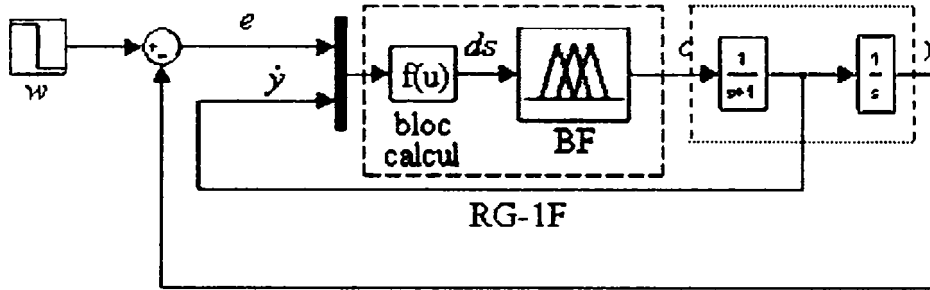 e
ds
c
y
+
-
f(u)
1
s+1
1
s
w
ẏ
bloc
calcul
BF
RG-1F